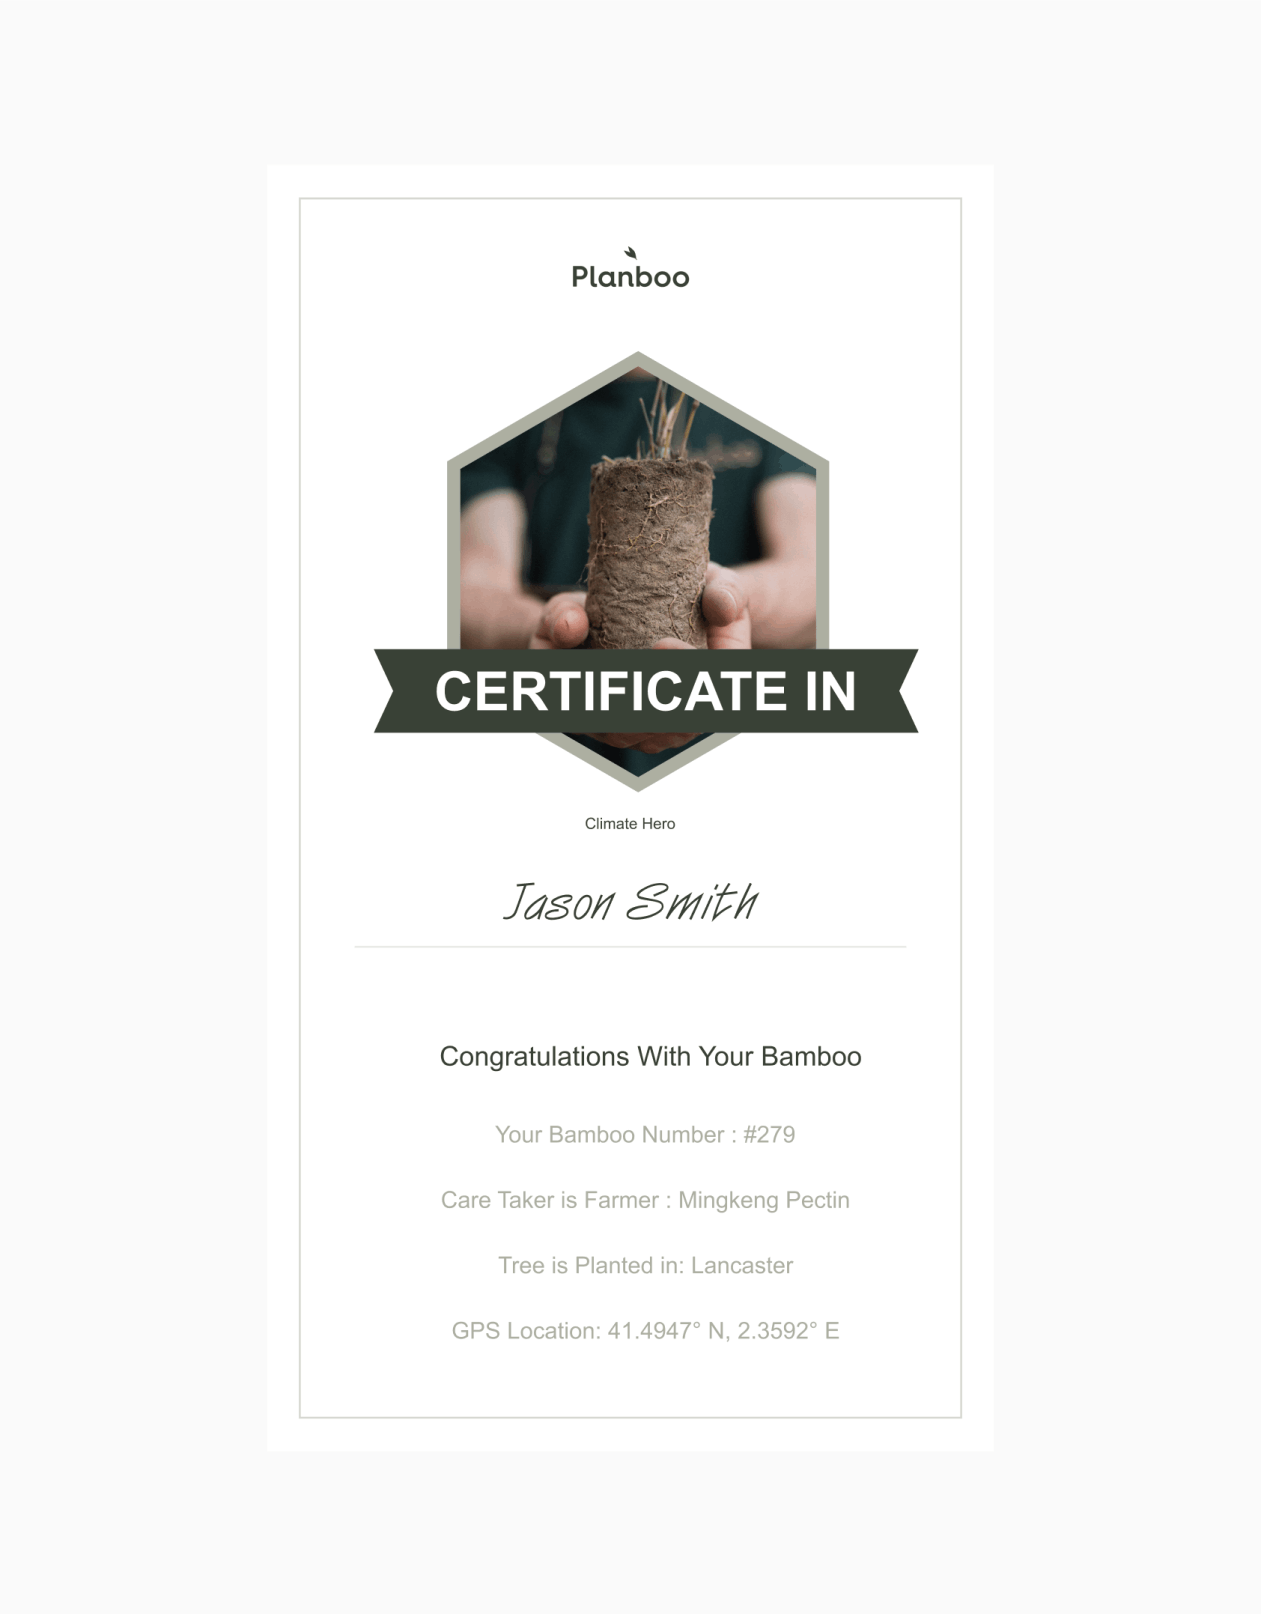 Planboo
CERTIFICATE IN
Climate Hero
Jason Smith
Congratulations With Your Bamboo
Your Bamboo Number : #279
Care Taker is Farmer : Mingkeng Pectin
Tree is Planted in: Lancaster
GPS Location: 41.4947° N, 2.3592° E